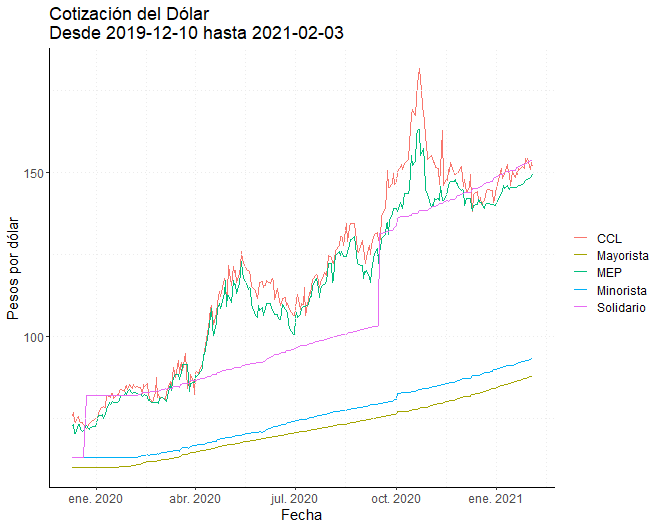 Cotización del Dólar
Desde 2019-12-10 hasta 2021-02-03
Pesos por dólar
150
100
ene. 2020
abr. 2020
jul. 2020
oct. 2020
ene. 2021
Fecha
CCL
Mayorista
MEP
Minorista
Solidario